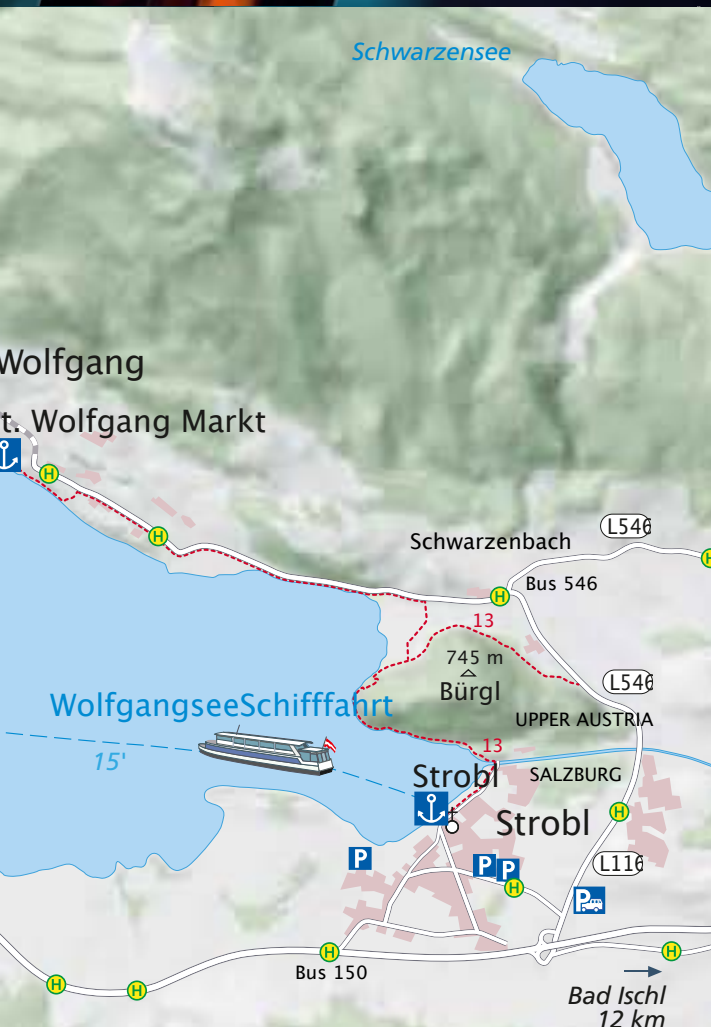 Schwarzensee
Wolfgang
t. Wolfgang Markt
H
H
L546
Schwarzenbach
H
Bus 546
H
13
745 m
Bürgl
L546
WolfgangseeSchifffahrt
UPPER AUSTRIA
13
15'
Strobl
SALZBURG
H
Strobl
P
P
P
L116
H
P
H
H
Bus 150
H
H
Bad Ischl
12 km